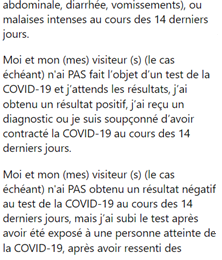 abdominale, diarrhée, vomissements), ou
malaises intenses au cours des 14 derniers
jours.
Moi et mon (mes) visiteur (s) (le cas
échéant) n'ai PAS fait l'objet d'un test de la
COVID-19 et j'attends les résultats, j'ai
obtenu un résultat positif, j'ai reçu un
diagnostic ou je suis soupçonné d'avoir
contracté la COVID-19 au cours des 14
derniers jours.
Moi et mon (mes) visiteur (s) (le cas
échéant) n'ai PAS obtenu un résultat négatif
au test de la COVID-19 au cours des 14
derniers jours, mais j'ai subi le test après
avoir été exposé à une personne atteinte de
la COVID-19, après avoir ressenti des